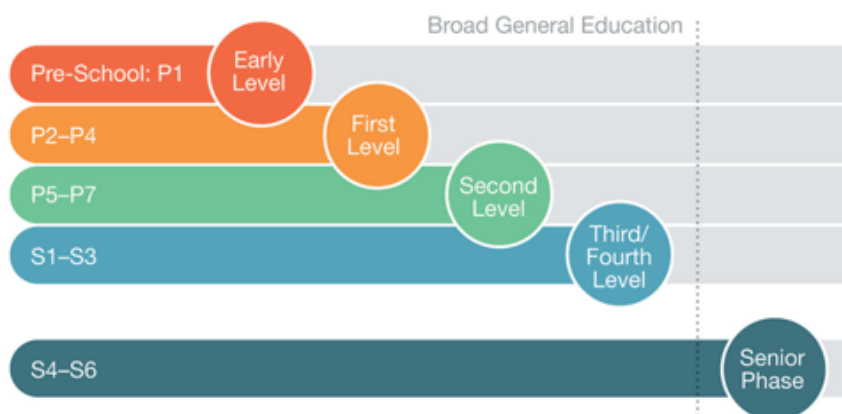 Broad General Education
Pre-School: P1
Early
Level
P2–P4
First
Level
P5–P7
Second
Level
S1–S3
Third/
Fourth
Level
S4–S6
Senior
Phase